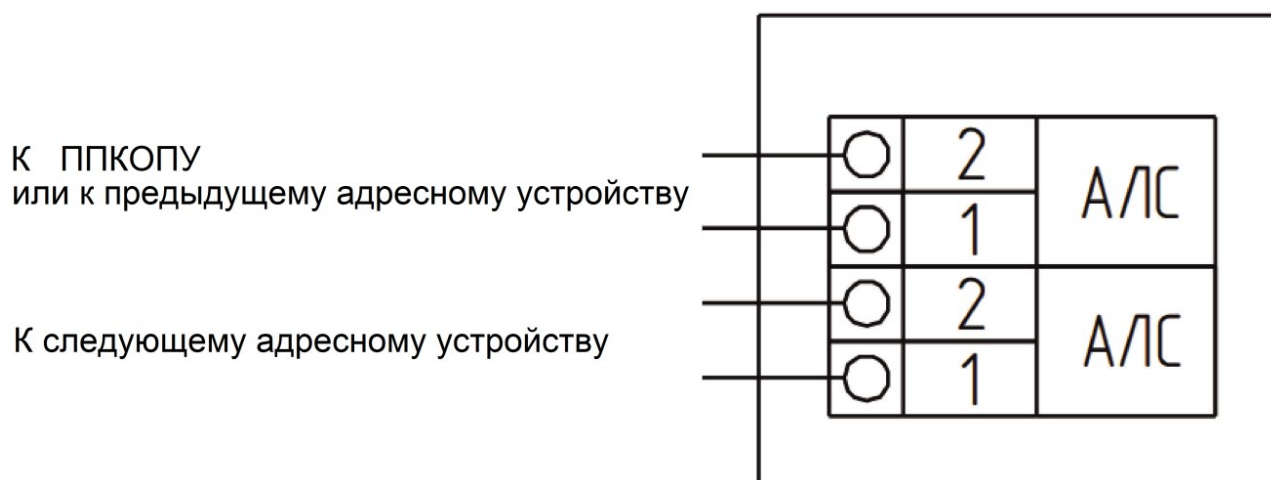 К ППКОПУ
или к предыдущему адресному устройству
К следующему адресному устройству
2
1
АЛС
2
1
АЛС